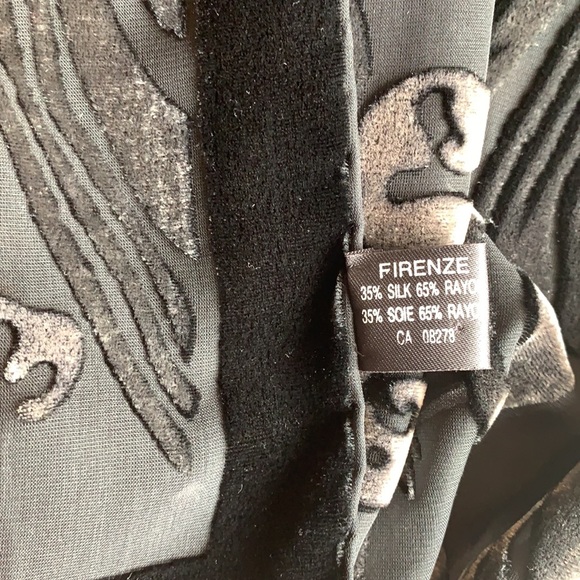 FIRENZE
35% SILK 65% RAYO
35% SOIE 65% RAYO
CA 08278